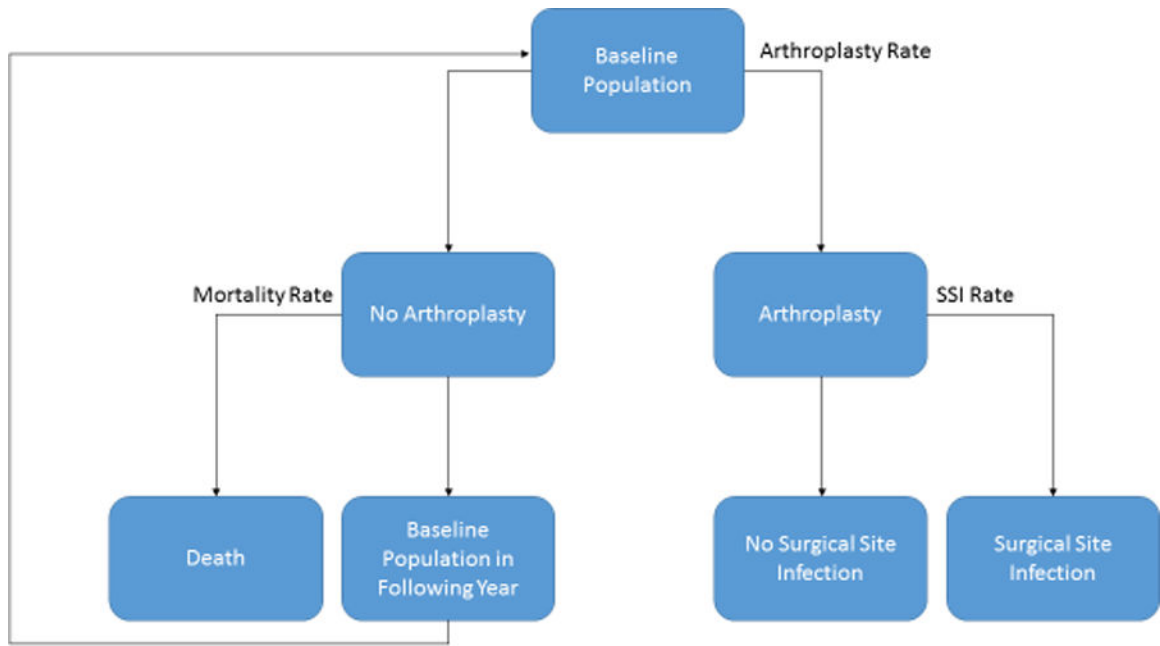 Baseline
Population
Arthroplasty Rate
Mortality Rate
No Arthroplasty
Arthroplasty
SSI Rate
Death
Baseline
Population in
Following Year
No Surgical Site
Infection
Surgical Site
Infection